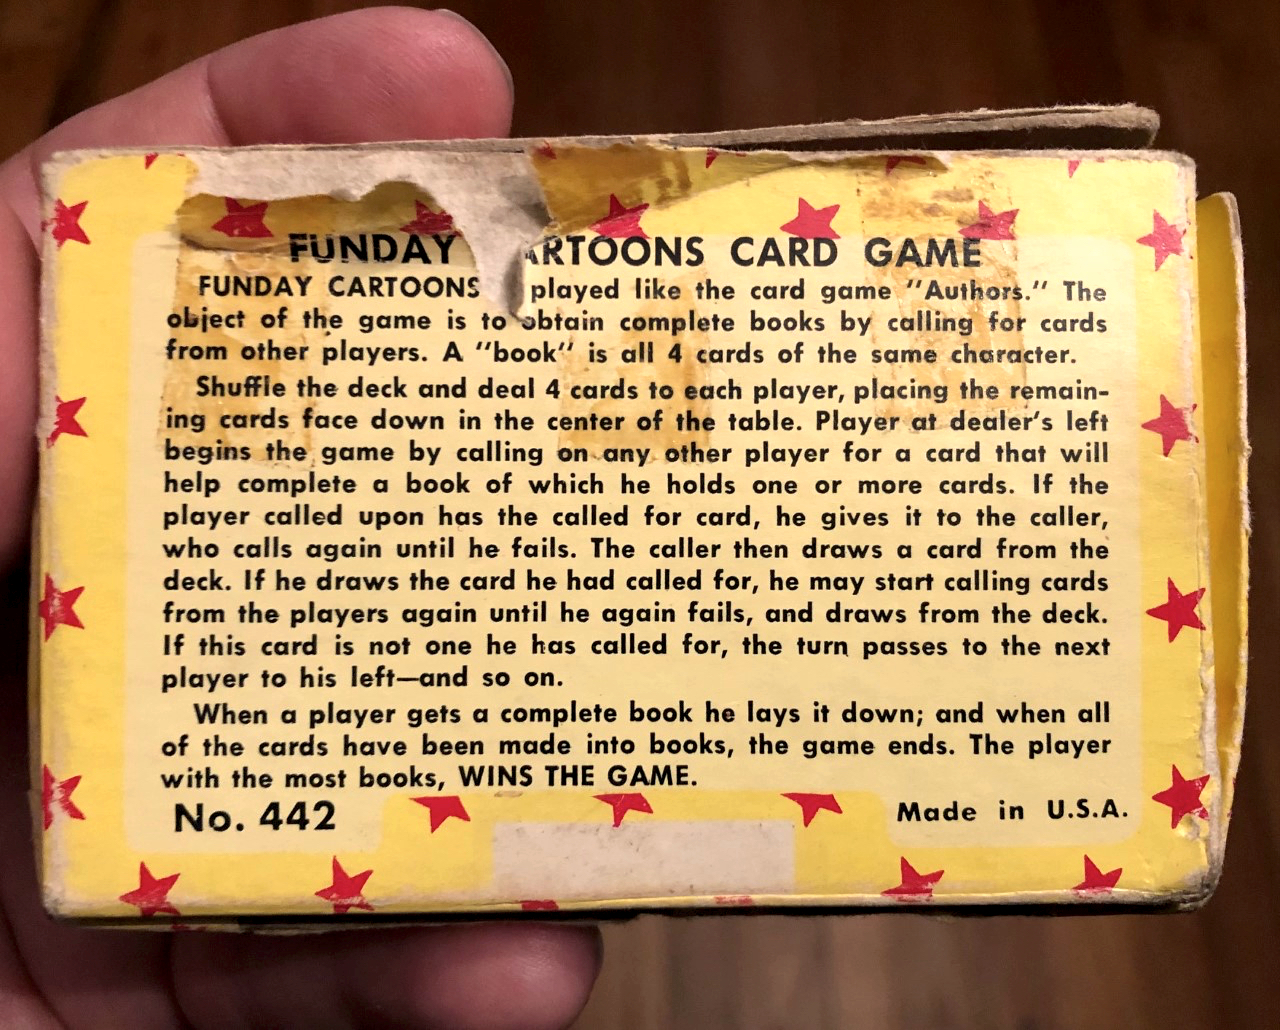 FUNDAY ARTOONS CARD GAME
FUNDAY CARTOONS played like the card game "Authors." The
object of the game is to obtain complete books by calling for cards
from other players. A "book" is all 4 cards of the same character.
Shuffle the deck and deal 4 cards to each player, placing the remain-
ing cards face down in the center of the table. Player at dealer's left
begins the game by calling on any other player for a card that will
help complete a book of which he holds one or more cards. If the
player called upon has the called for card, he gives it to the caller,
who calls again until he fails. The caller then draws a card from the
deck. If he draws the card he had called for, he may start calling cards
from the players again until he again fails, and draws from the deck.
If this card is not one he has called for, the turn passes to the next
player to his left—and so on.
When a player gets a complete book he lays it down; and when all
of the cards have been made into books, the game ends. The player
with the most books, WINS THE GAME.
No. 442 Made in U.S.A.